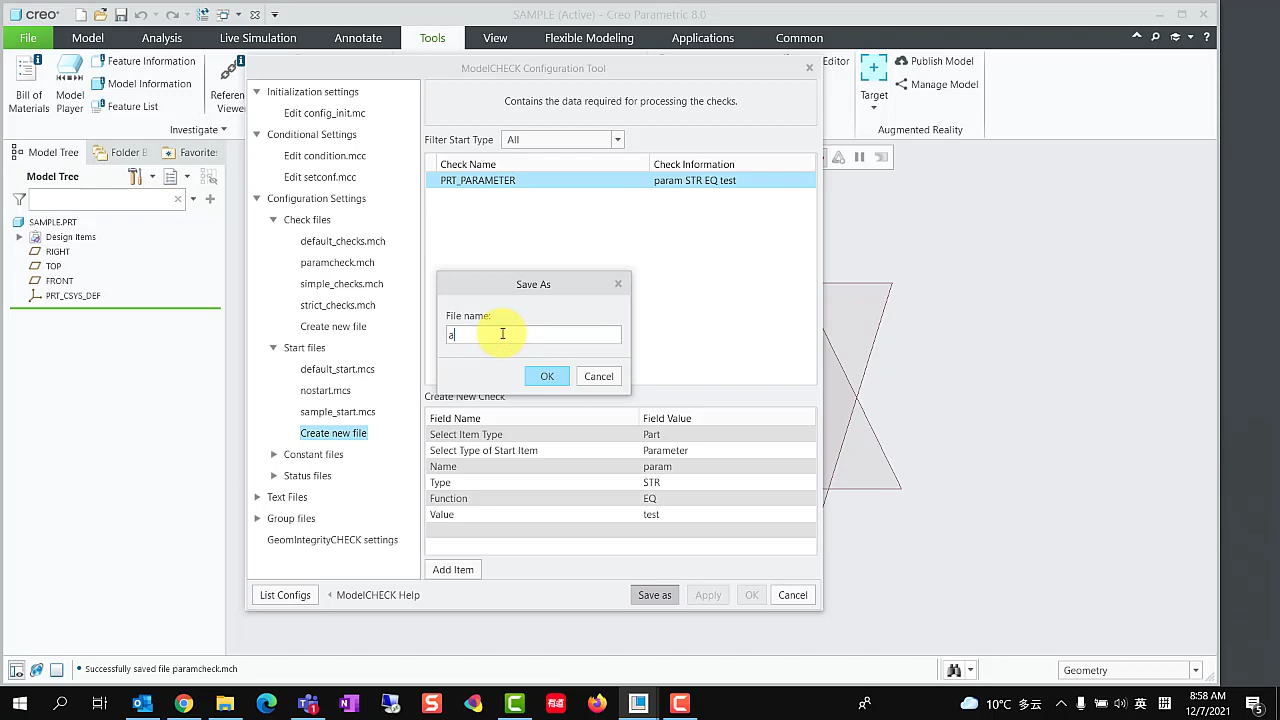 creo
SAMPLE (Active) - Creo Parametric 8.0
File
Model
Analysis
Live Simulation
Annotate
Tools
View
Flexible Modeling
Applications
Common
Bill of
Materials
Model
Player
Feature Information
Model Information
Feature List
Referen
Viewe
Investigate
Editor
Target
Publish Model
Manage Model
Augmented Reality
Model Tree
Folder B
Favorite:
Model Tree
SAMPLE.PRT
Design Items
RIGHT
TOP
FRONT
PRT_CSYS_DEF
ModelCHECK Configuration Tool
Initialization settings
Edit config_init.mc
Conditional Settings
Edit condition.mcc
Edit setconf.mcc
Configuration Settings
Check files
default_checks.mch
paramcheck.mch
simple_checks.mch
strict_checks.mch
Create new file
Start files
default_start.mcs
nostart.mcs
sample_start.mcs
Create new file
Constant files
Status files
Text Files
Group files
GeomIntegrityCHECK settings
Contains the data required for processing the checks.
Filter Start Type
All
Check Name
Check Information
PRT_PARAMETER
param STR EQ test
Save As
File name:
a
OK
Cancel
Create New Check
Field Name
Field Value
Select Item Type
Part
Select Type of Start Item
Parameter
Name
param
Type
STR
Function
EQ
Value
test
Add Item
List Configs
ModelCHECK Help
Save as
Apply
OK
Cancel
Successfully saved file paramcheck.mch
Geometry
10°C 多云
英
拼
8:58 AM
12/7/2021
5